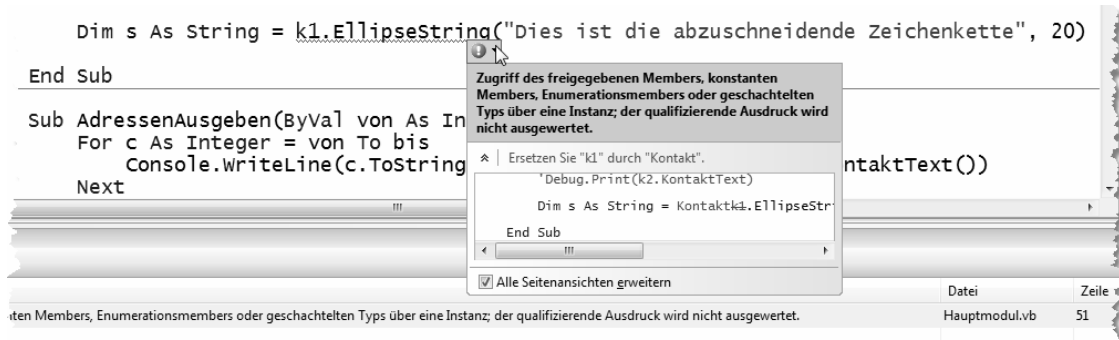 Dim s As String = k1.EllipseString("Dies ist die abzuschneidende Zeichenkette", 20)
End Sub
Zugriff des freigegebenen Members, konstanten
Members, Enumerationsmembers oder geschachtelten
Typs über eine Instanz; der qualifizierende Ausdruck wird
nicht ausgewertet.
Sub AdressenAusgeben(ByVal von As In
For c As Integer = von To bis
Console.WriteLine(c.ToString ntaktText())
Next
Ersetzen Sie "k1" durch "Kontakt".
'Debug.Print(k2.KontaktText)
Dim s As String = Kontaktk1.EllipseStr
End Sub
Alle Seitenansichten erweitern
Datei Zeile
ten Members, Enumerationsmembers oder geschachtelten Typs über eine Instanz; der qualifizierende Ausdruck wird nicht ausgewertet. Hauptmodul.vb 51